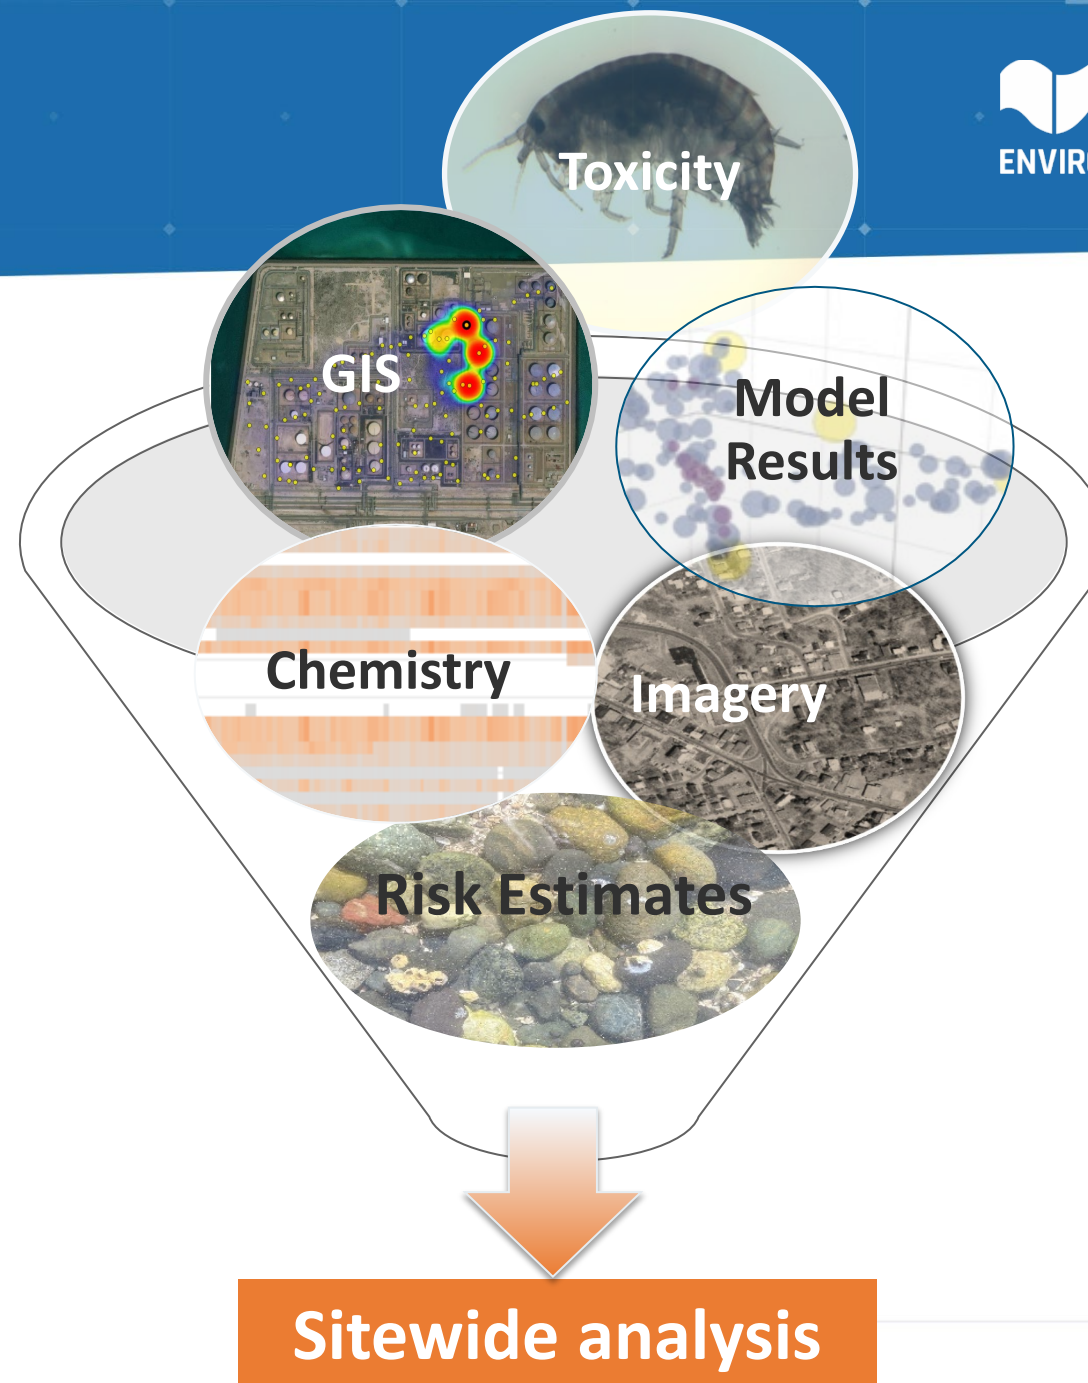 Toxicity
ENVIR
GIS
Model
Results
Chemistry
Imagery
Risk Estimates
Sitewide analysis